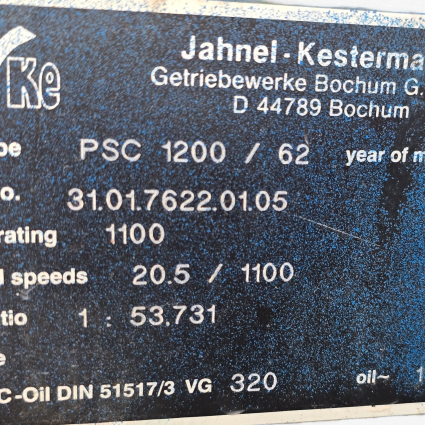 Jahnel-Kesterma
Getriebewerke Bochum G.
D 44789 Bochum
Ke
pe PSC 1200 / 62 year of m
o. 31.01.7622.01.05
rating 1100
l speeds 20.5 / 1100
tio 1 : 53.731
e
C-Oil DIN 51517/3 VG 320 oil~ 1